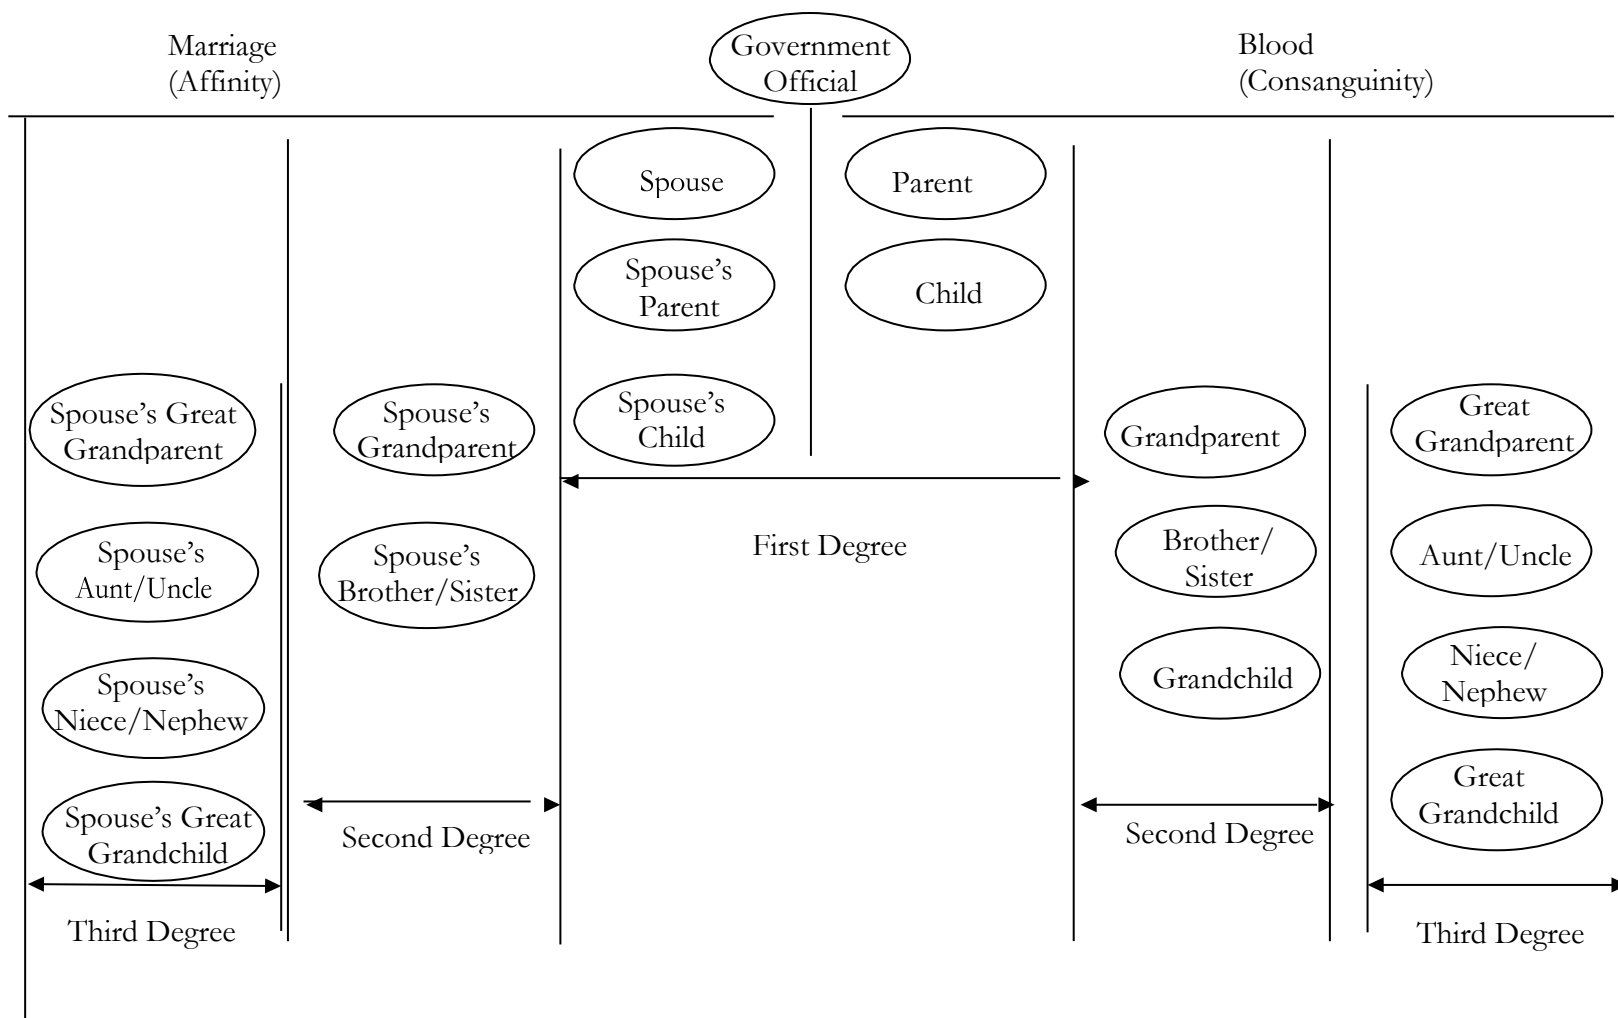 Marriage
(Affinity)
Government
Official
Blood
(Consanguinity)
Spouse
Parent
Spouse’s
Parent
Child
Spouse’s Great
Grandparent
Spouse’s
Grandparent
Spouse’s
Child
Grandparent
Great
Grandparent
First Degree
Spouse’s
Aunt/Uncle
Spouse’s
Brother/Sister
Brother/
Sister
Aunt/Uncle
Spouse’s
Niece/Nephew
Grandchild
Niece/
Nephew
Spouse’s Great
Grandchild
Second Degree
Second Degree
Great
Grandchild
Third Degree
Third Degree